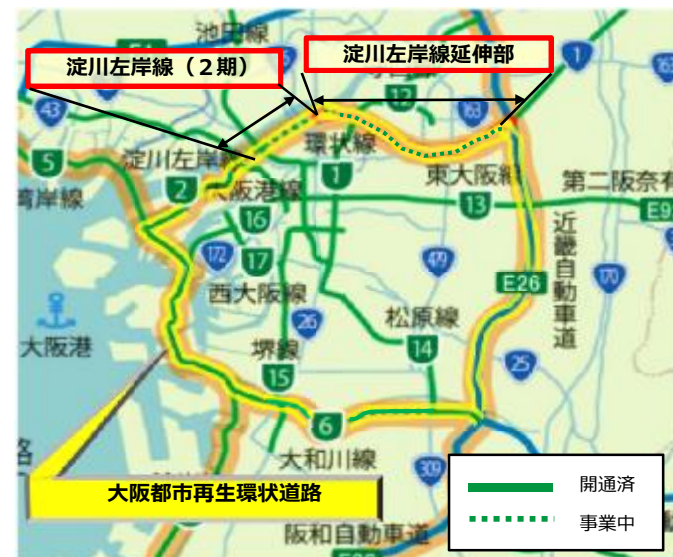 池田線
淀川左岸線延伸部
淀川左岸線（２期）
1
43
12
163
淀川左岸線
環状線
5
湾岸線
2
大阪港線
1
東大阪線
第二阪奈有
16
13
E9
172
17
479
近畿自動車道
170
西大阪線
E26
26
松原線
大阪港
堺線
14
25
15
6
大和川線
309
大阪都市再生環状道路
阪和自動車道
開通済
事業中